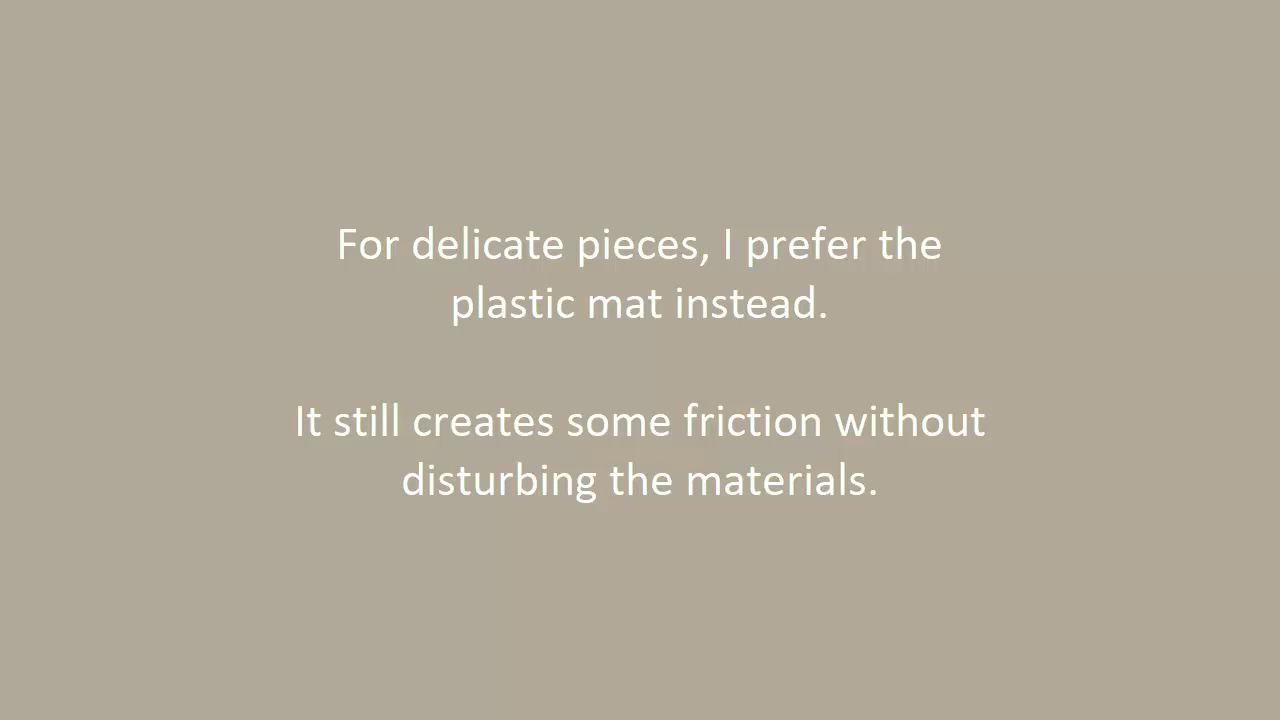 For delicate pieces, I prefer the
plastic mat instead.
It still creates some friction without
disturbing the materials.